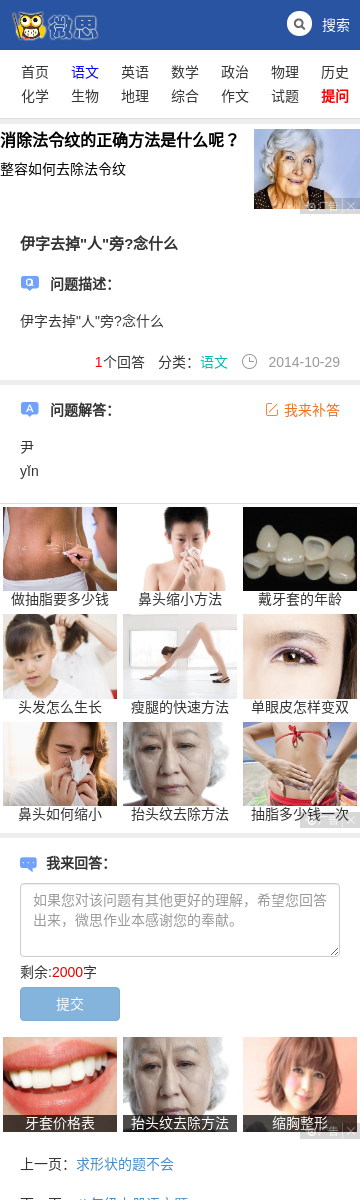 微思
搜索
首页 语文 英语 数学 政治 物理 历史
化学 生物 地理 综合 作文 试题 提问
消除法令纹的正确方法是什么呢？
整容如何去除法令纹
广告
伊字去掉"人"旁?念什么
问题描述：
伊字去掉"人"旁?念什么
1个回答 分类：语文 2014-10-29
问题解答：
我来补答
尹
yǐn
做抽脂要多少钱 鼻头缩小方法 戴牙套的年龄
头发怎么生长 瘦腿的快速方法 单眼皮怎样变双
鼻头如何缩小 抬头纹去除方法 抽脂多少钱一次
广告
我来回答：
如果您对该问题有其他更好的理解，希望您回答
出来，微思作业本感谢您的奉献。
剩余:2000字
提交
牙套价格表 抬头纹去除方法 缩胸整形
广告
上一页：求形状的题不会